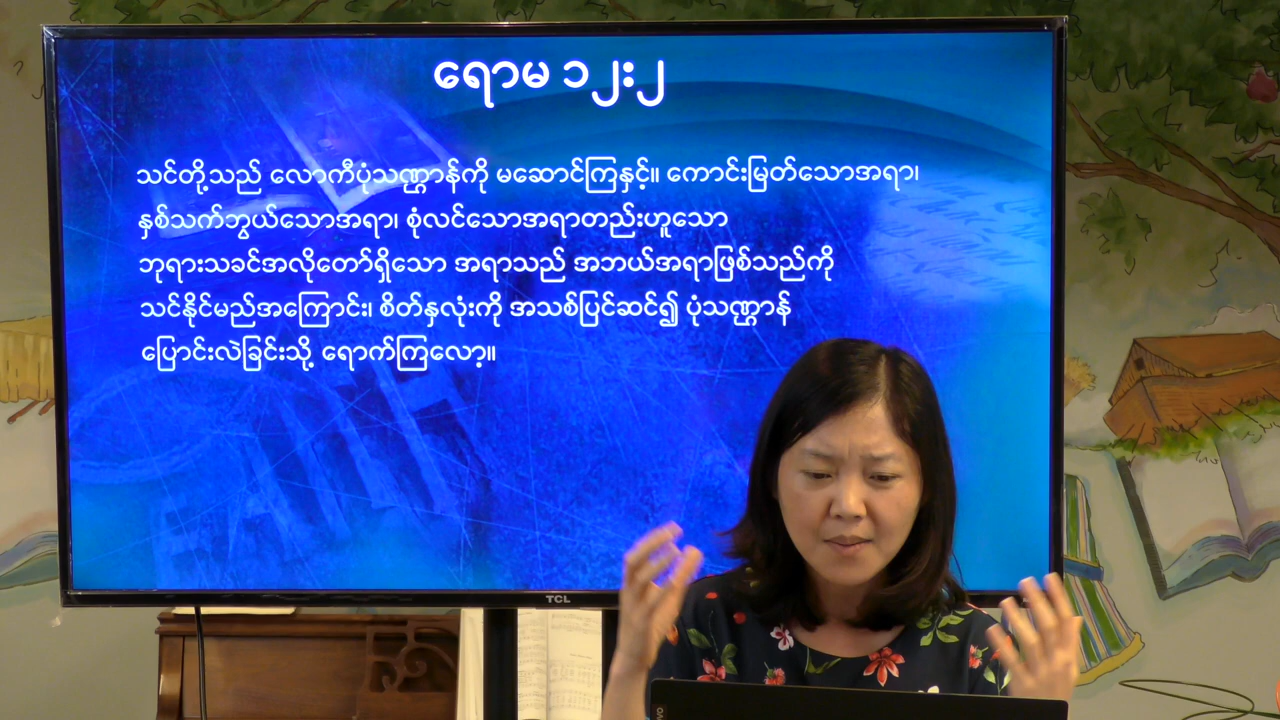 ရောမ ၁၂း၂
သင်တို့သည် လောကီပုံသဏ္ဌာန်ကို မဆောင်ကြနှင့်။ ကောင်းမြတ်သောအရာ၊
နှစ်သက်ဘွယ်သောအရာ၊ စုံလင်သောအရာတည်းဟူသော
ဘုရားသခင်အလိုတော်ရှိသော အရာသည် အဘယ်အရာဖြစ်သည်ကို
သင်နိုင်မည်အကြောင်း၊ စိတ်နှလုံးကို အသစ်ပြင်ဆင်၍ ပုံသဏ္ဌာန်
ပြောင်းလဲခြင်းသို့ ရောက်ကြလော့။
FAITH
TCL